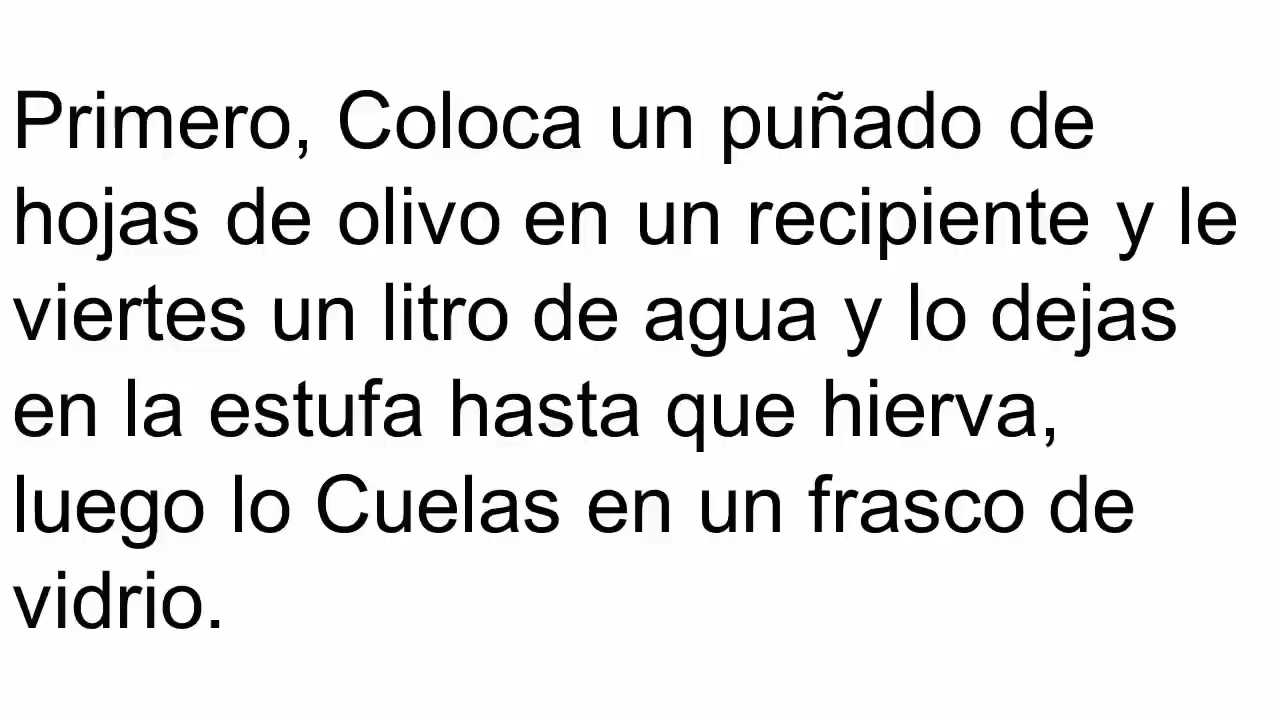 Primero, Coloca un puñado de
hojas de olivo en un recipiente y le
viertes un litro de agua y lo dejas
en la estufa hasta que hierva,
luego lo Cuelas en un frasco de
vidrio.